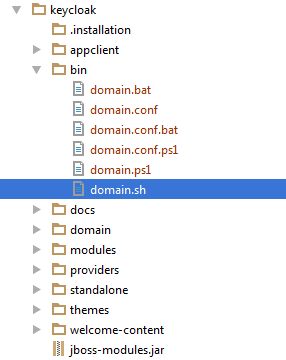 keycloak
.installation
appclient
bin
domain.bat
domain.conf
domain.conf.bat
domain.conf.ps1
domain.ps1
domain.sh
docs
domain
modules
providers
standalone
themes
welcome-content
jboss-modules.jar